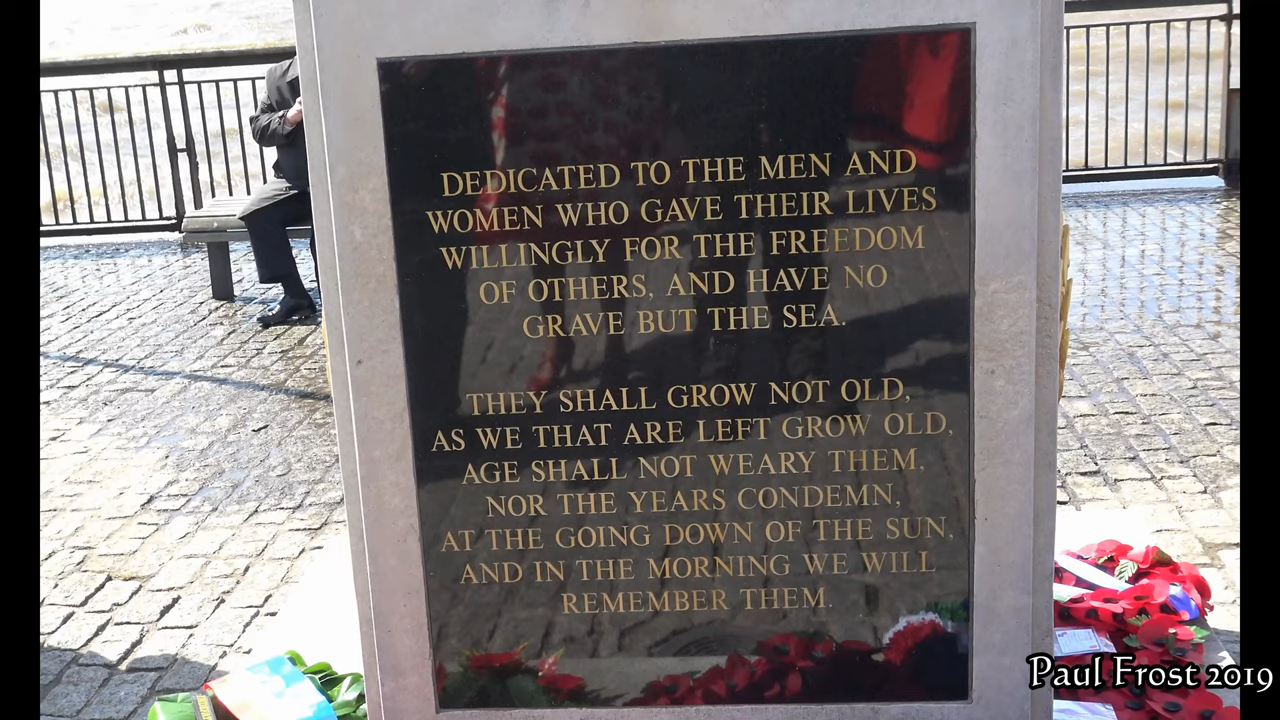 DEDICATED TO THE MEN AND
WOMEN WHO GAVE THEIR LIVES
WILLINGLY FOR THE FREEDOM
OF OTHERS, AND HAVE NO
GRAVE BUT THE SEA.
THEY SHALL GROW NOT OLD,
AS WE THAT ARE LEFT GROW OLD,
AGE SHALL NOT WEARY THEM,
NOR THE YEARS CONDEMN,
AT THE GOING DOWN OF THE SUN,
AND IN THE MORNING WE WILL
REMEMBER THEM.
Paul Frost 2019